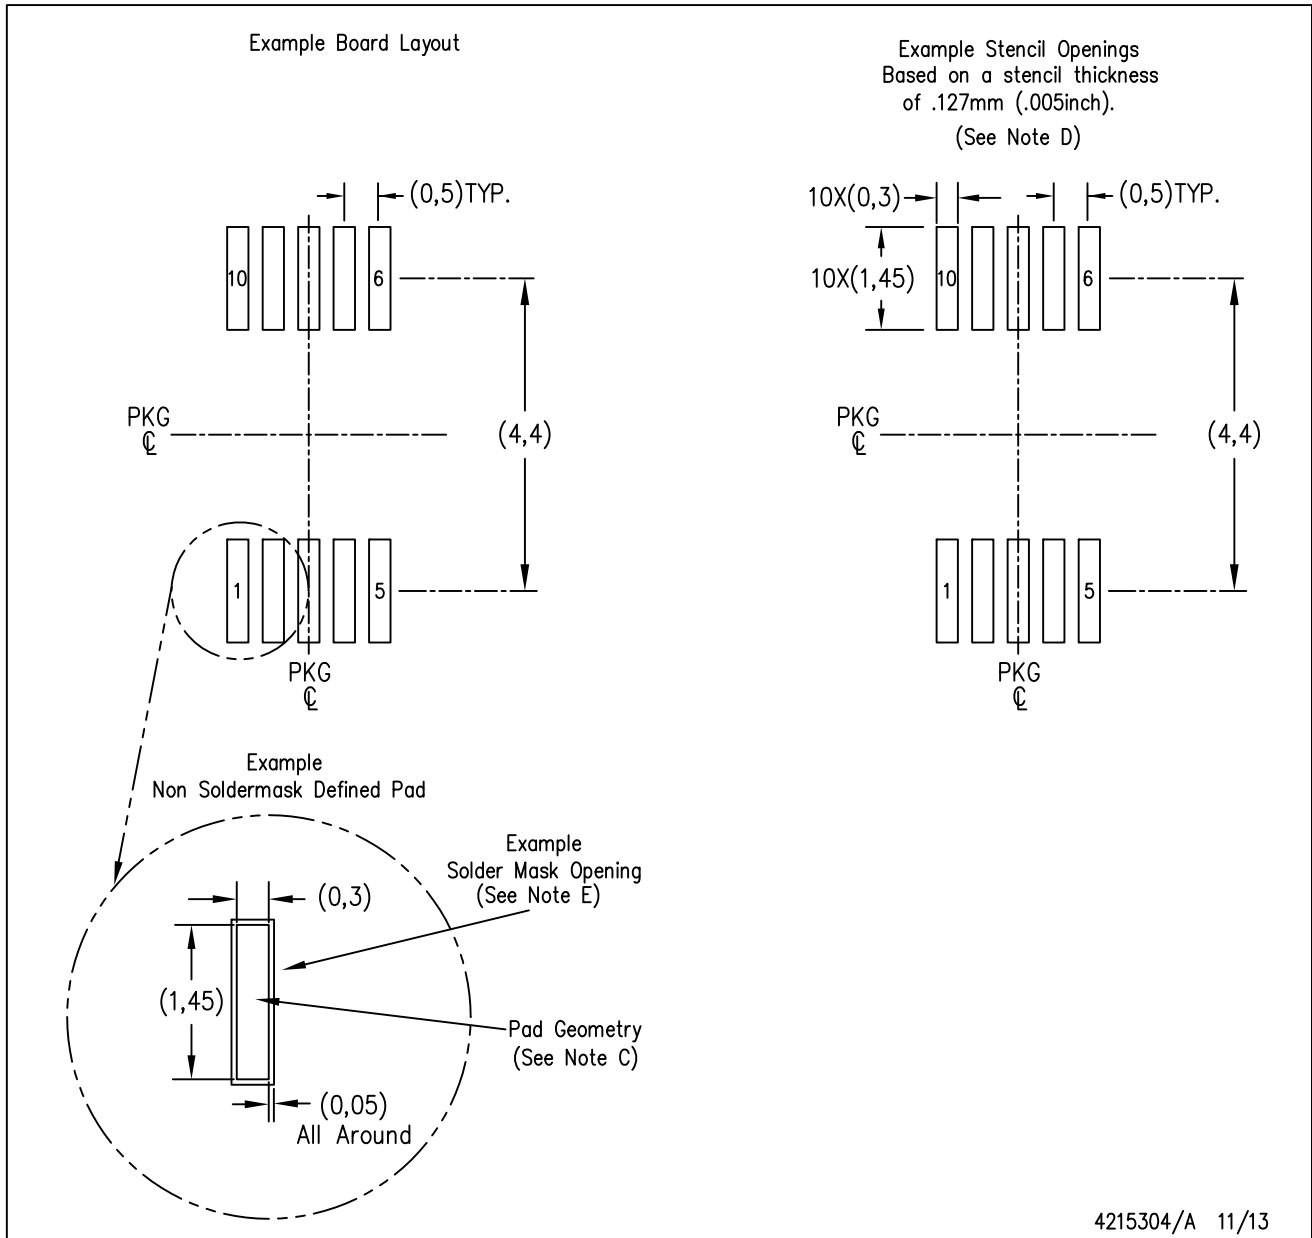 Example Board Layout
Example Stencil Openings
Based on a stencil thickness
of .127mm (.005inch).
(See Note D)
(0,5)TYP.
10
6
(4,4)
PKG
℄
1
5
PKG
℄
10X(0,3)
(0,5)TYP.
10X(1,45)
10
6
(4,4)
PKG
℄
1
5
PKG
℄
Example
Non Soldermask Defined Pad
Example
Solder Mask Opening
(See Note E)
(0,3)
(1,45)
Pad Geometry
(See Note C)
(0,05)
All Around
4215304/A 11/13